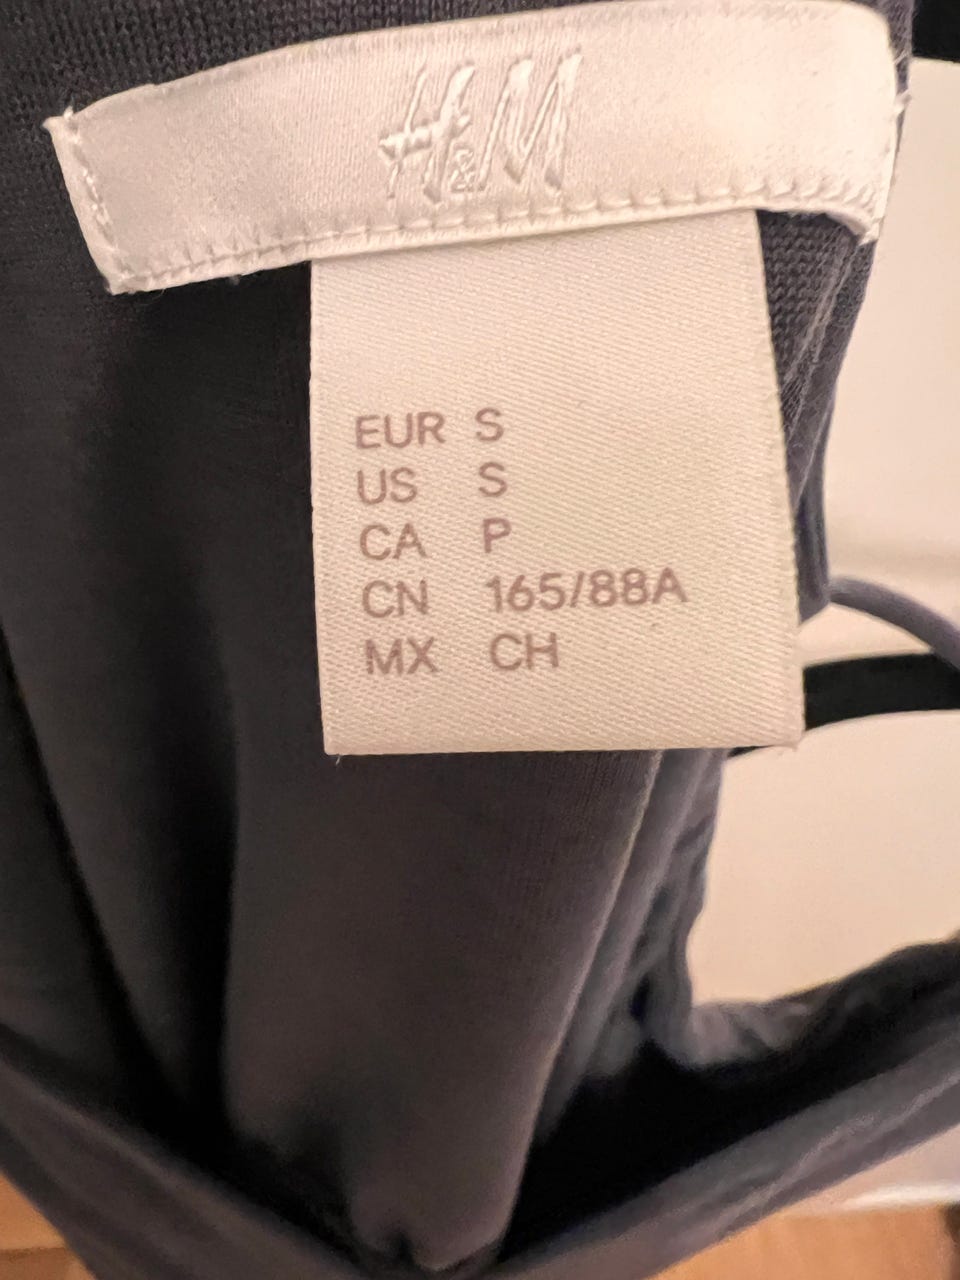 H&M
EUR S
US S
CA P
CN 165/88A
MX CH